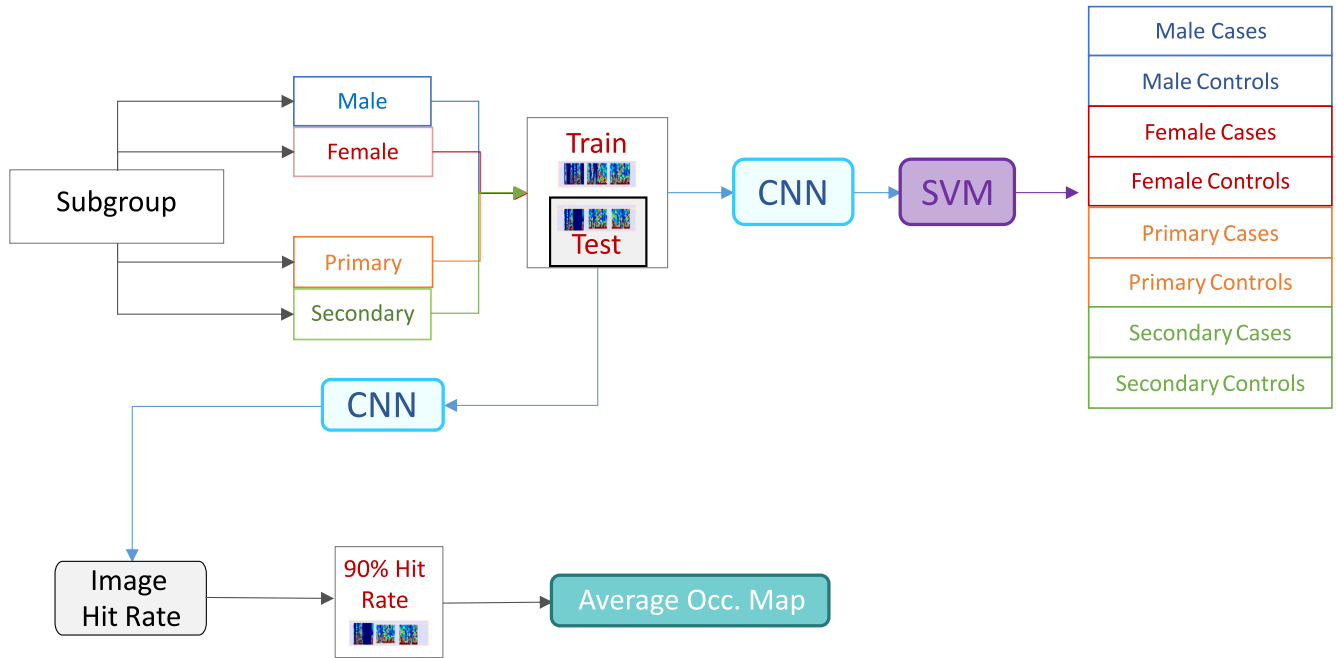 Subgroup
Male
Female
Primary
Secondary
Train
Test
CNN
SVM
Male Cases
Male Controls
Female Cases
Female Controls
Primary Cases
Primary Controls
Secondary Cases
Secondary Controls
CNN
Image
Hit Rate
90% Hit
Rate
Average Occ. Map